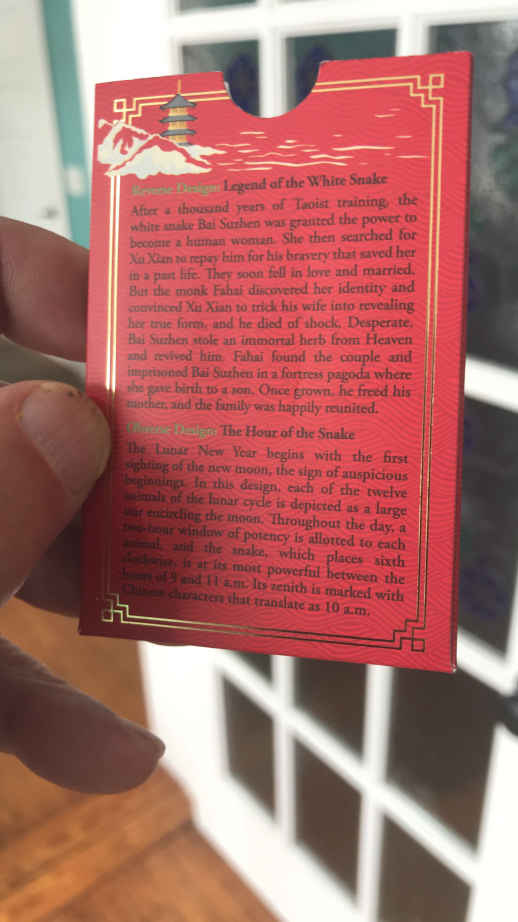 Reverse Design: Legend of the White Snake
After a thousand years of Taoist training, the
white snake Bai Suzhen was granted the power to
become a human woman. She then searched for
Xu Xian to repay him for his bravery that saved her
in a past life. They soon fell in love and married.
But the monk Fahai discovered her identity and
convinced Xu Xian to trick his wife into revealing
her true form, and he died of shock. Desperate,
Bai Suzhen stole an immortal herb from Heaven
and revived him. Fahai found the couple and
imprisoned Bai Suzhen in a fortress pagoda where
she gave birth to a son. Once grown, he freed his
mother, and the family was happily reunited.
Obverse Design: The Hour of the Snake
The Lunar New Year begins with the first
sighting of the new moon, the sign of auspicious
beginnings. In this design, each of the twelve
animals of the lunar cycle is depicted as a large
star encircling the moon. Throughout the day, a
two-hour window of potency is allotted to each
animal, and the snake, which places sixth
clockwise, is at its most powerful between the
hours of 9 and 11 a.m. Its zenith is marked with
Chinese characters that translate as 10 a.m.